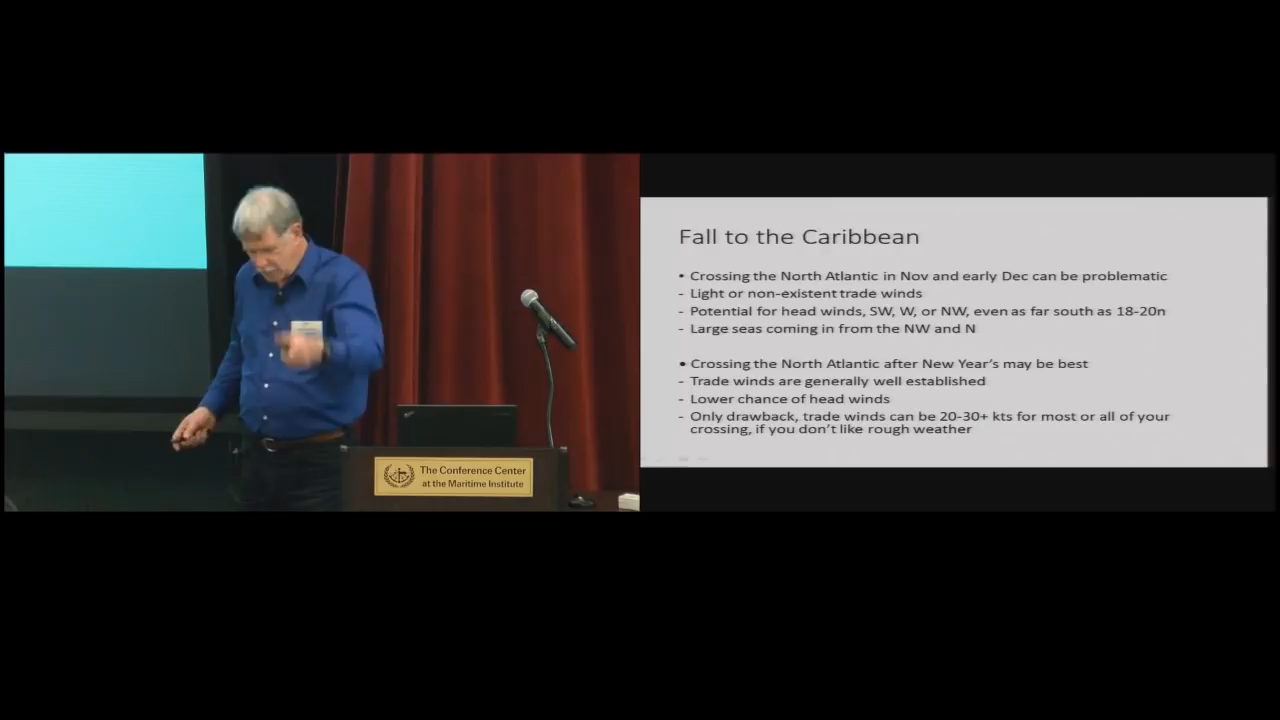 The Conference Center
at the Maritime Institute
Fall to the Caribbean
• Crossing the North Atlantic in Nov and early Dec can be problematic
- Light or non-existent trade winds
- Potential for head winds, SW, W, or NW, even as far south as 18-20n
- Large seas coming in from the NW and N
• Crossing the North Atlantic after New Year's may be best
- Trade winds are generally well established
- Lower chance of head winds
- Only drawback, trade winds can be 20-30+ kts for most or all of your
crossing, if you don't like rough weather